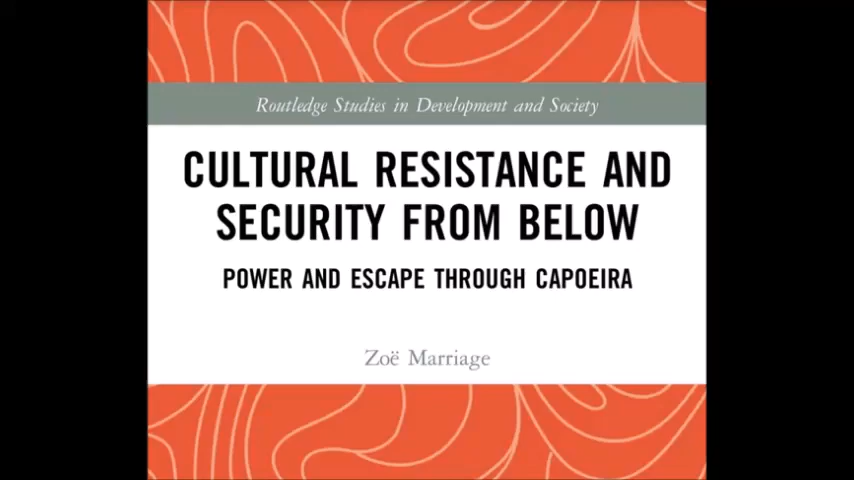 Routledge Studies in Development and Society
CULTURAL RESISTANCE AND
SECURITY FROM BELOW
POWER AND ESCAPE THROUGH CAPOEIRA
Zoë Marriage